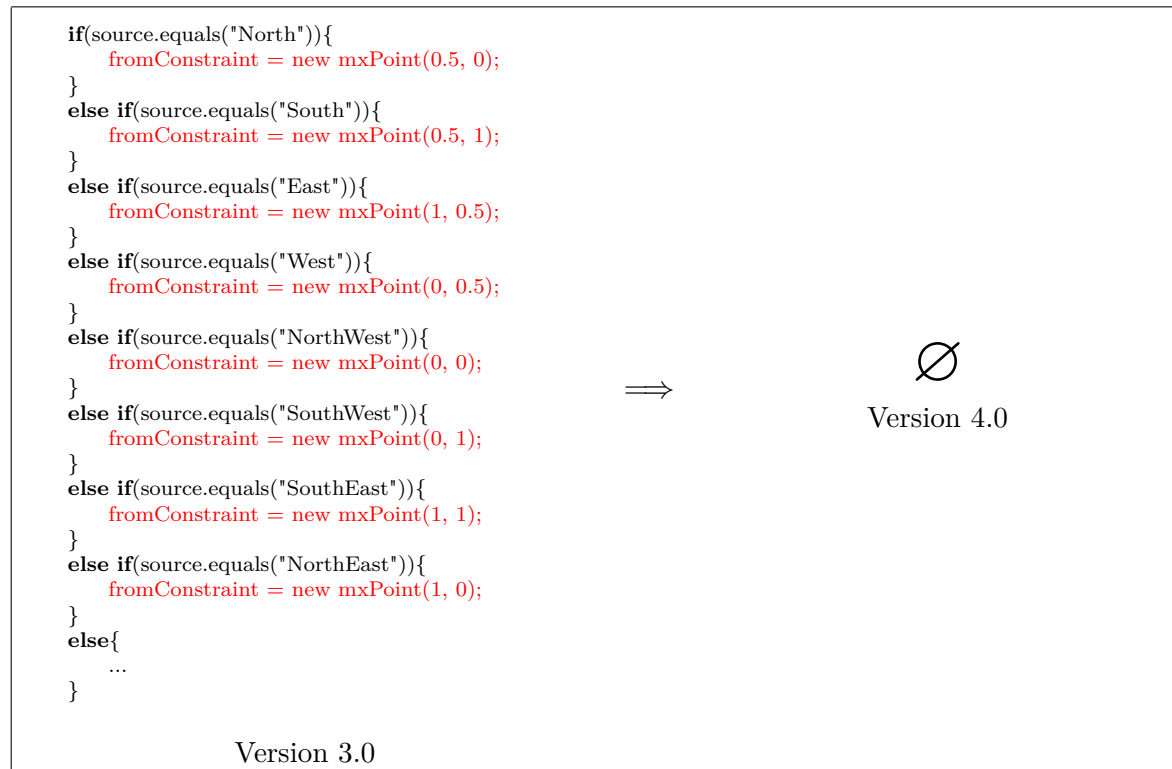 if(source.equals("North")){
fromConstraint = new mxPoint(0.5, 0);
}
else if(source.equals("South")){
fromConstraint = new mxPoint(0.5, 1);
}
else if(source.equals("East")){
fromConstraint = new mxPoint(1, 0.5);
}
else if(source.equals("West")){
fromConstraint = new mxPoint(0, 0.5);
}
else if(source.equals("NorthWest")){
fromConstraint = new mxPoint(0, 0);
}
else if(source.equals("SouthWest")){
fromConstraint = new mxPoint(0, 1);
}
else if(source.equals("SouthEast")){
fromConstraint = new mxPoint(1, 1);
}
else if(source.equals("NorthEast")){
fromConstraint = new mxPoint(1, 0);
}
else{
...
}
Version 3.0
⟹
∅
Version 4.0